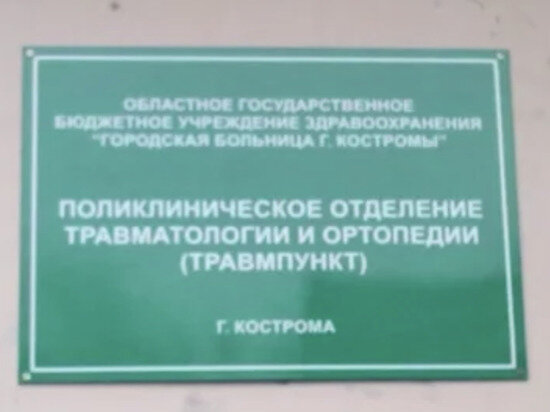 ОБЛАСТНОЕ ГОСУДАРСТВЕННОЕ
БЮДЖЕТНОЕ УЧРЕЖДЕНИЕ ЗДРАВООХРАНЕНИЯ
"ГОРОДСКАЯ БОЛЬНИЦА Г. КОСТРОМЫ"
ПОЛИКЛИНИЧЕСКОЕ ОТДЕЛЕНИЕ
ТРАВМАТОЛОГИИ И ОРТОПЕДИИ
(ТРАВМПУНКТ)
Г. КОСТРОМА